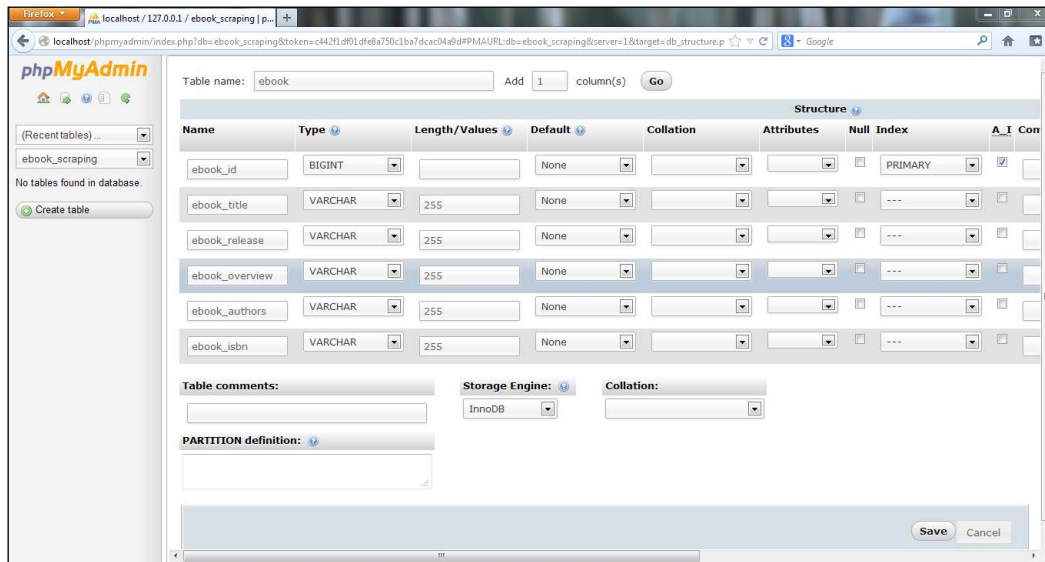 Firefox
localhost / 127.0.0.1 / ebook_scraping | p...
localhost/phpmyadmin/index.php?db=ebook_scraping&token=c442f1df01dfe8a750c1ba7dcac04a9d#PMAURL:db=ebook_scraping&server=1&target=db_structure.p
Google
phpMyAdmin
(Recent tables) ...
ebook_scraping
No tables found in database.
Create table
Table name: ebook Add 1 column(s) Go
Structure
Name Type Length/Values Default Collation Attributes Null Index A_I Com
ebook_id BIGINT None PRIMARY
ebook_title VARCHAR 255 None ---
ebook_release VARCHAR 255 None ---
ebook_overview VARCHAR 255 None ---
ebook_authors VARCHAR 255 None ---
ebook_isbn VARCHAR 255 None ---
Table comments: Storage Engine: Collation:
InnoDB
PARTITION definition:
Save Cancel